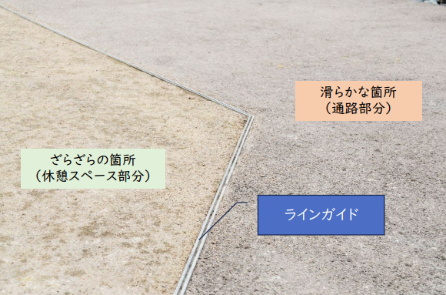 滑らかな箇所
（通路部分）
ざらざらの箇所
（休憩スペース部分）
ラインガイド